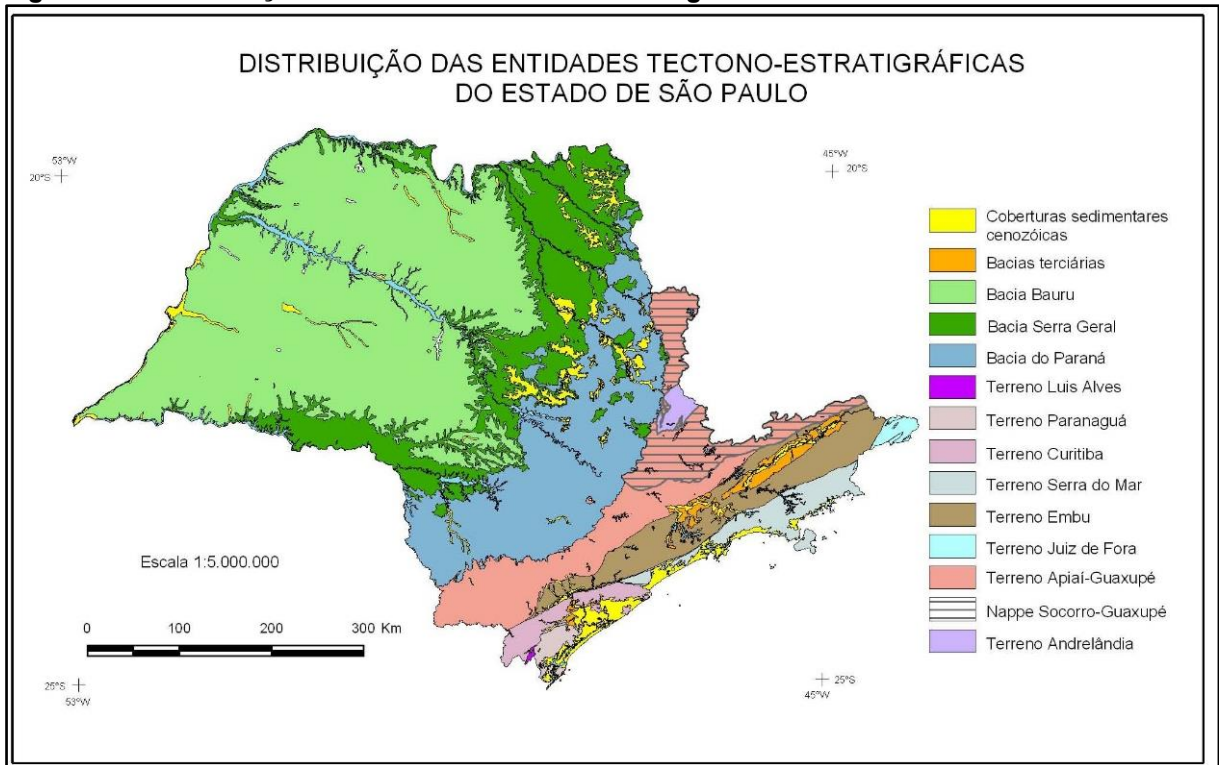 DISTRIBUIÇÃO DAS ENTIDADES TECTONO-ESTRATIGRÁFICAS
DO ESTADO DE SÃO PAULO
53°W
20°S
45°W
20°S
Coberturas sedimentares
cenozóicas
Bacias terciárias
Bacia Bauru
Bacia Serra Geral
Bacia do Paraná
Terreno Luis Alves
Terreno Paranaguá
Terreno Curitiba
Terreno Serra do Mar
Terreno Embu
Terreno Juiz de Fora
Terreno Apiaí-Guaxupé
Nappe Socorro-Guaxupé
Terreno Andrelândia
Escala 1:5.000.000
0 100 200 300 Km
25°S
53°W
25°S
45°W